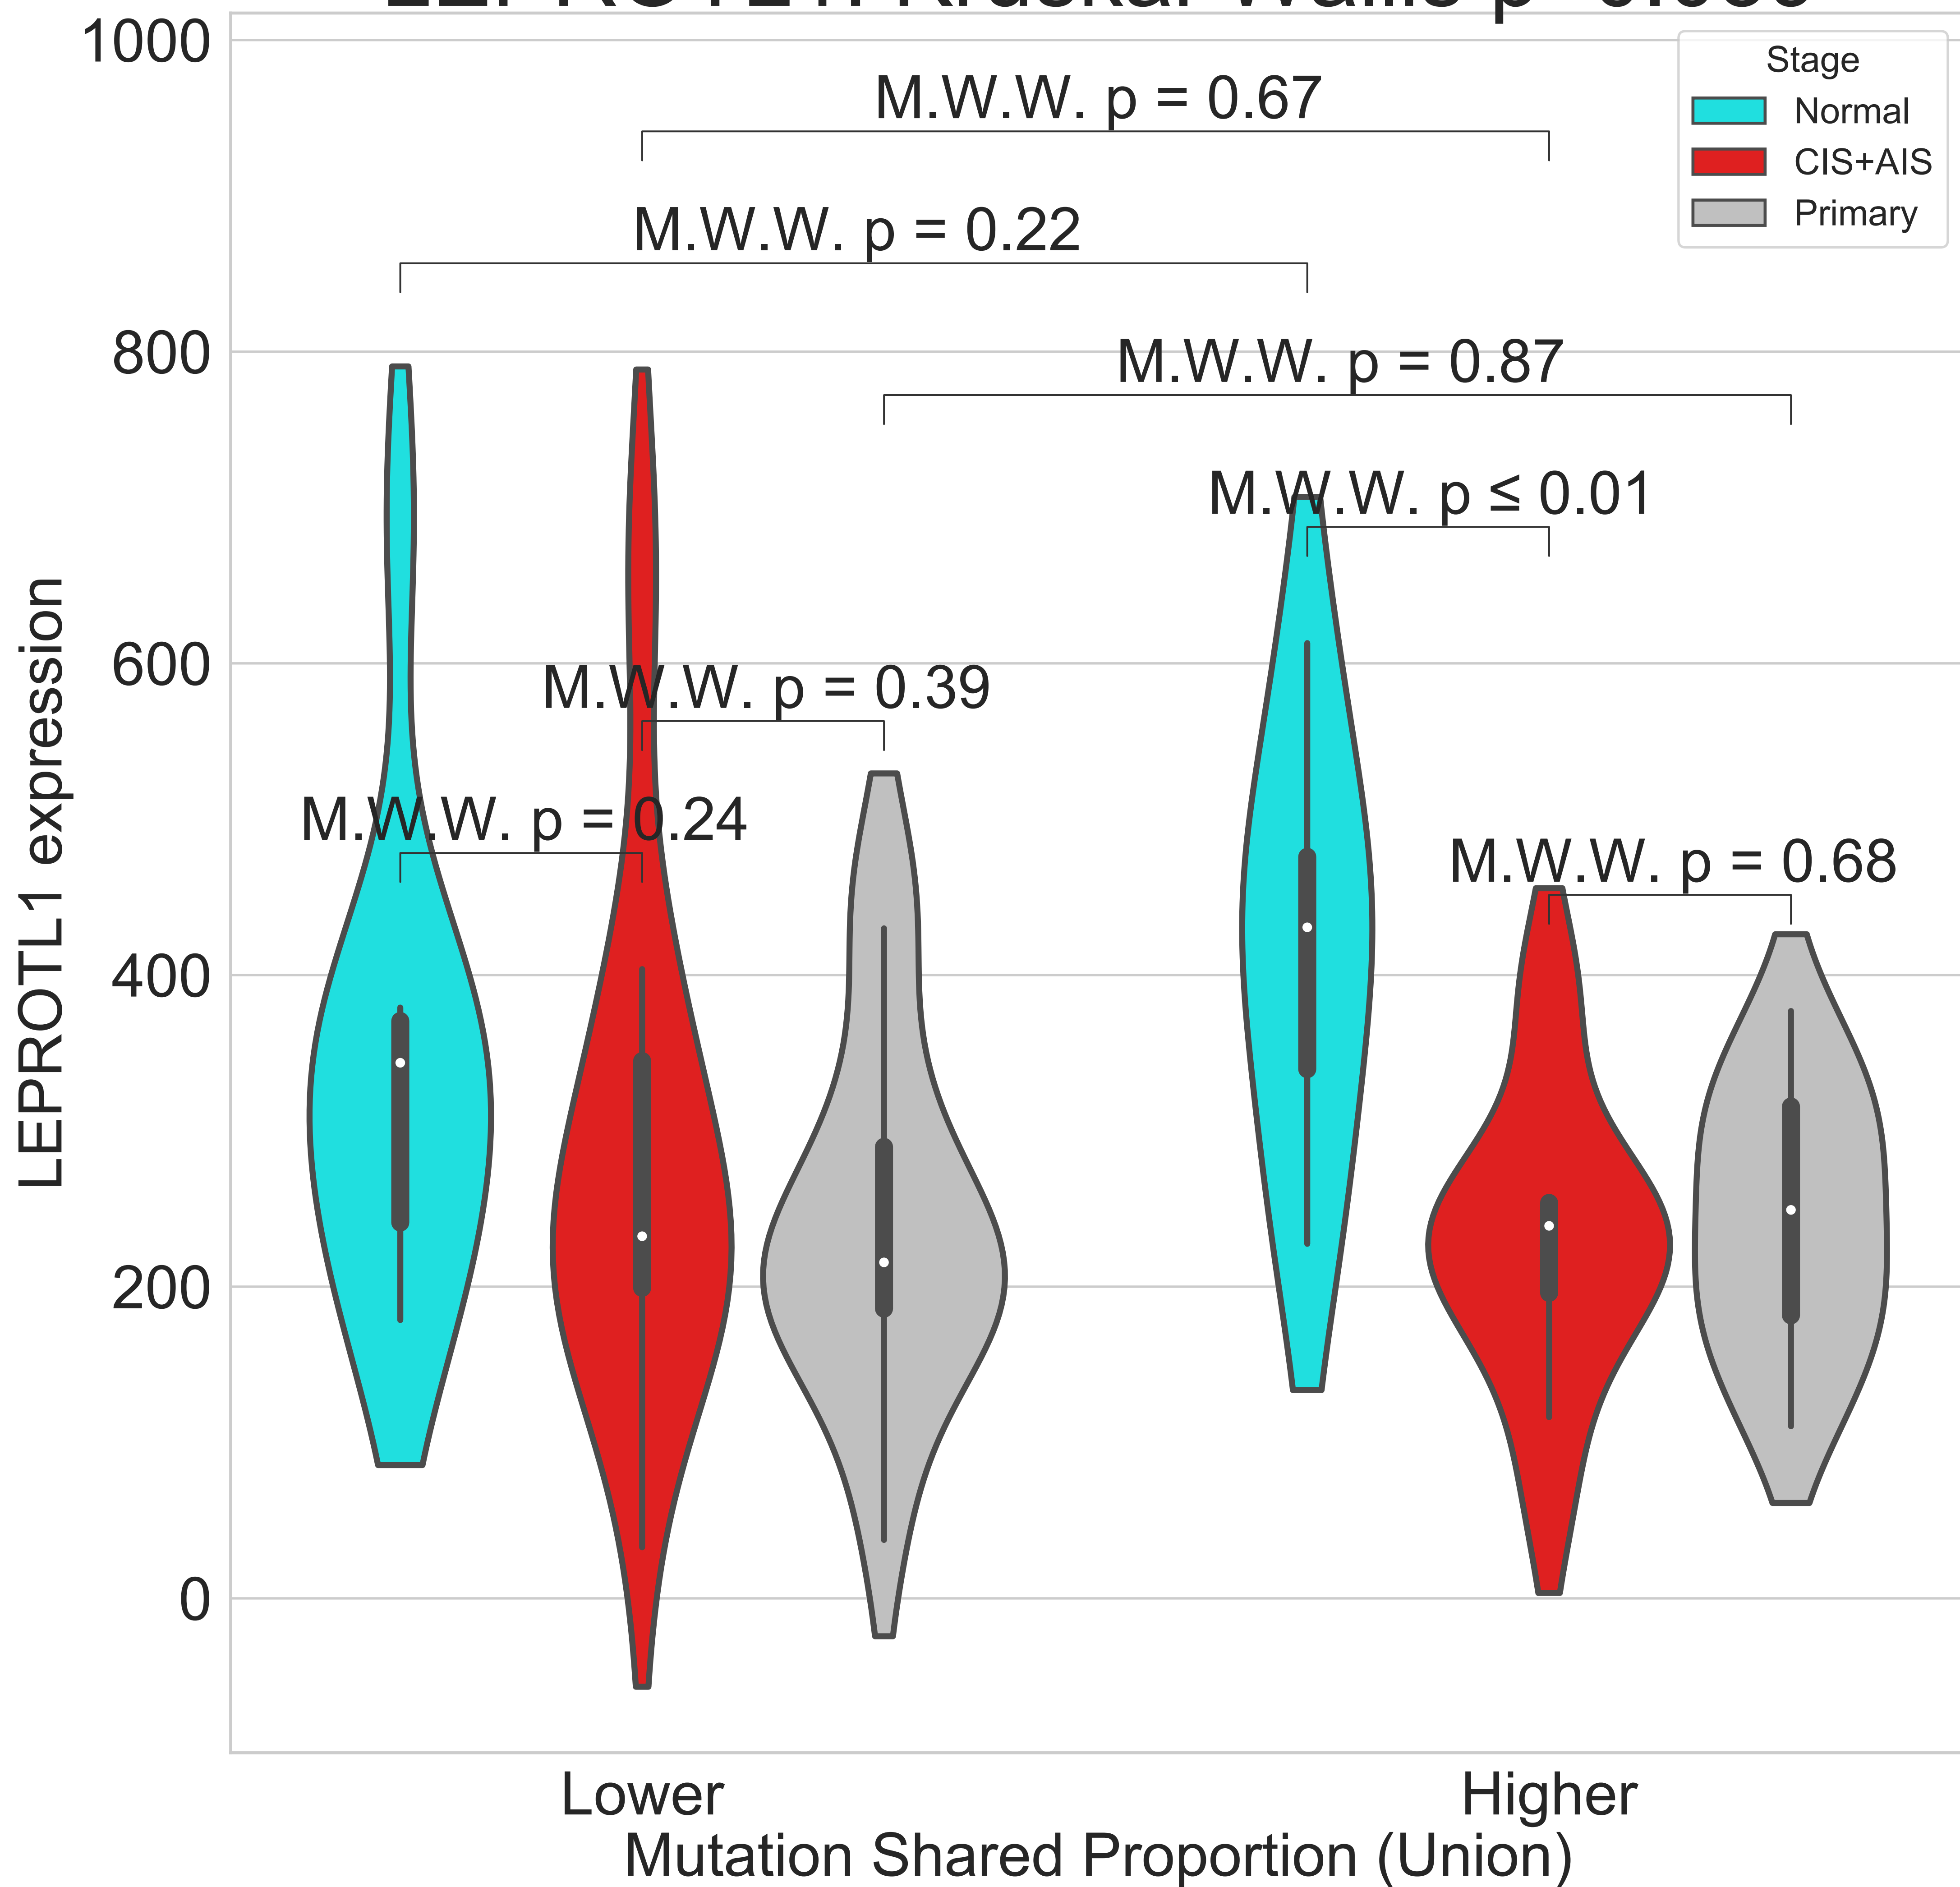 1000
800
600
400
200
0
LEPROTL1 expression
M.W.W. p = 0.67
M.W.W. p = 0.22
M.W.W. p = 0.87
M.W.W. p ≤ 0.01
M.W.W. p = 0.39
M.W.W. p = 0.24
M.W.W. p = 0.68
Stage
Normal
CIS+AIS
Primary
Lower
Higher
Mutation Shared Proportion (Union)